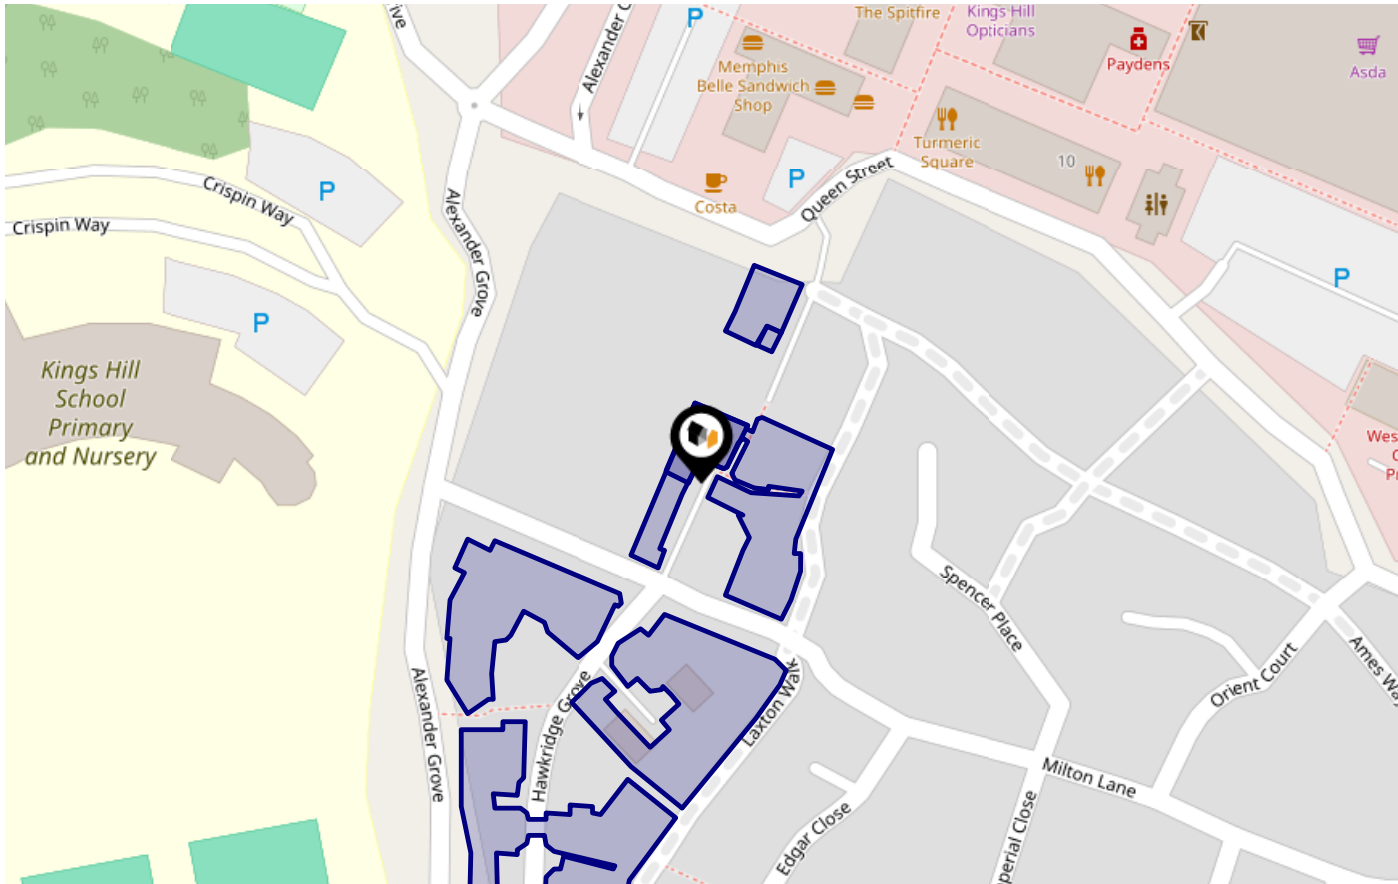 The Spitfire
Kings Hill
Opticians
P
Alexander G
Memphis
Belle Sandwich
Shop
Paydens
Asda
Turmeric
Square
10
P
Costa
Queen Street
P
Crispin Way
Crispin Way
Alexander Grove
P
P
Kings Hill
School
Primary
and Nursery
Spencer Place
Orient Court
Ames Wa
Alexander Grove
Hawkridge Grove
Laxton Walk
Milton Lane
Edgar Close
perial Close